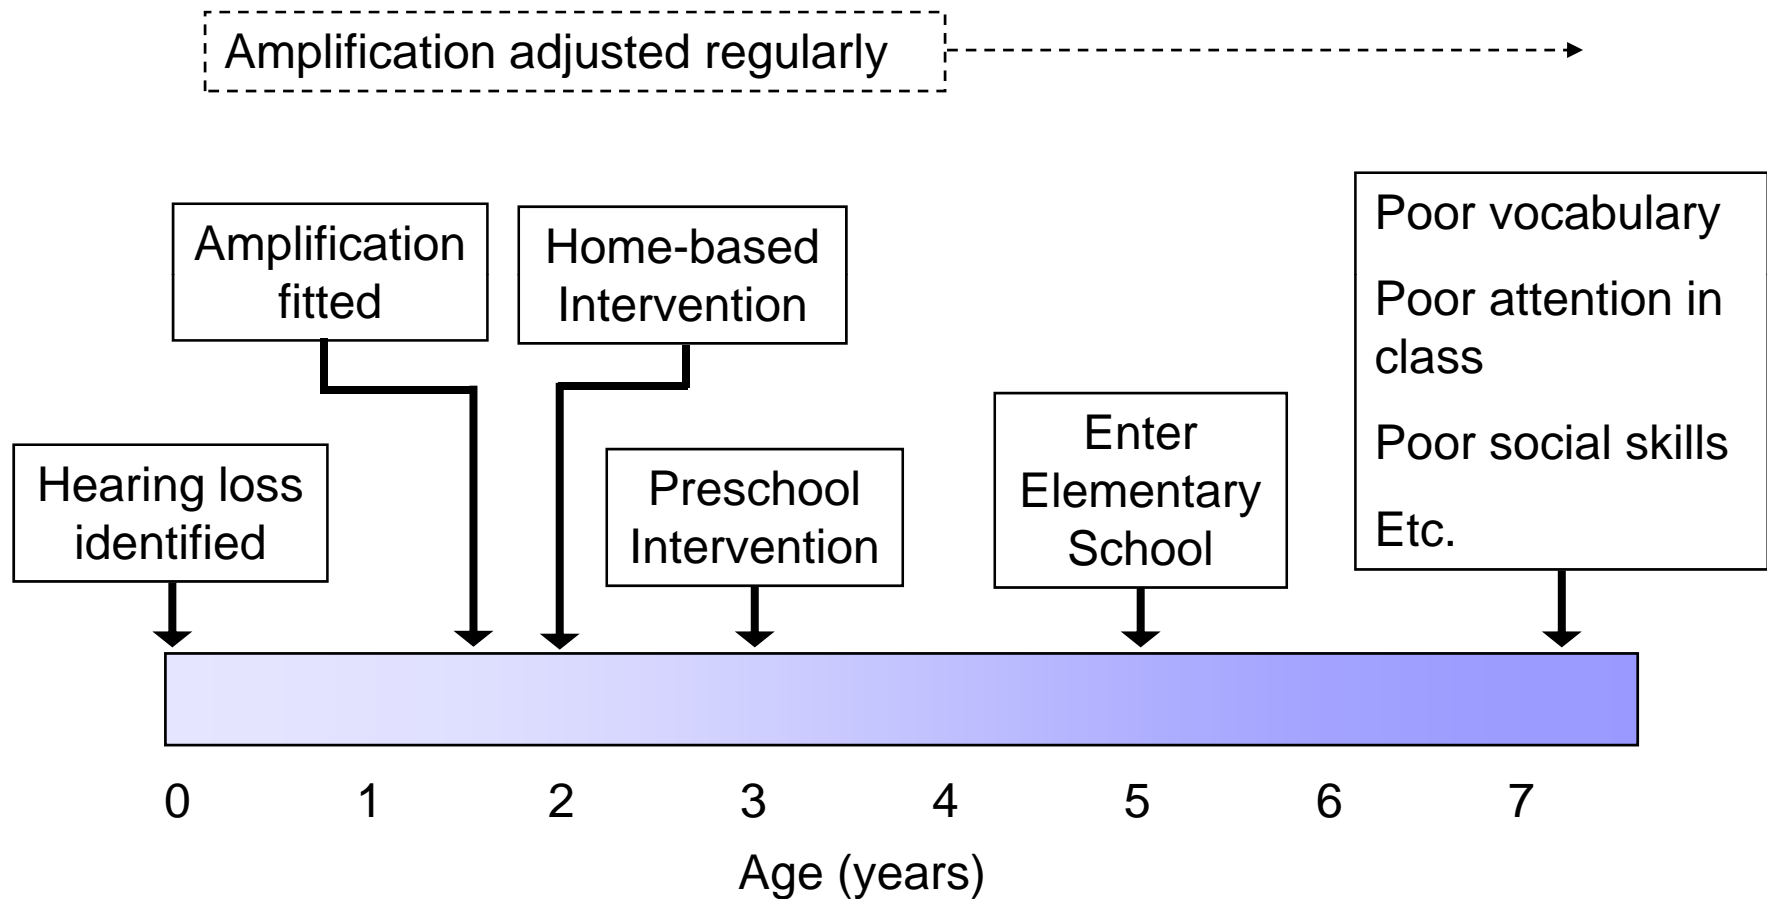 Amplification adjusted regularly
Amplification
fitted
Home-based
Intervention
Poor vocabulary
Poor attention in
class
Poor social skills
Etc.
Hearing loss
identified
Preschool
Intervention
Enter
Elementary
School
0 1 2 3 4 5 6 7
Age (years)